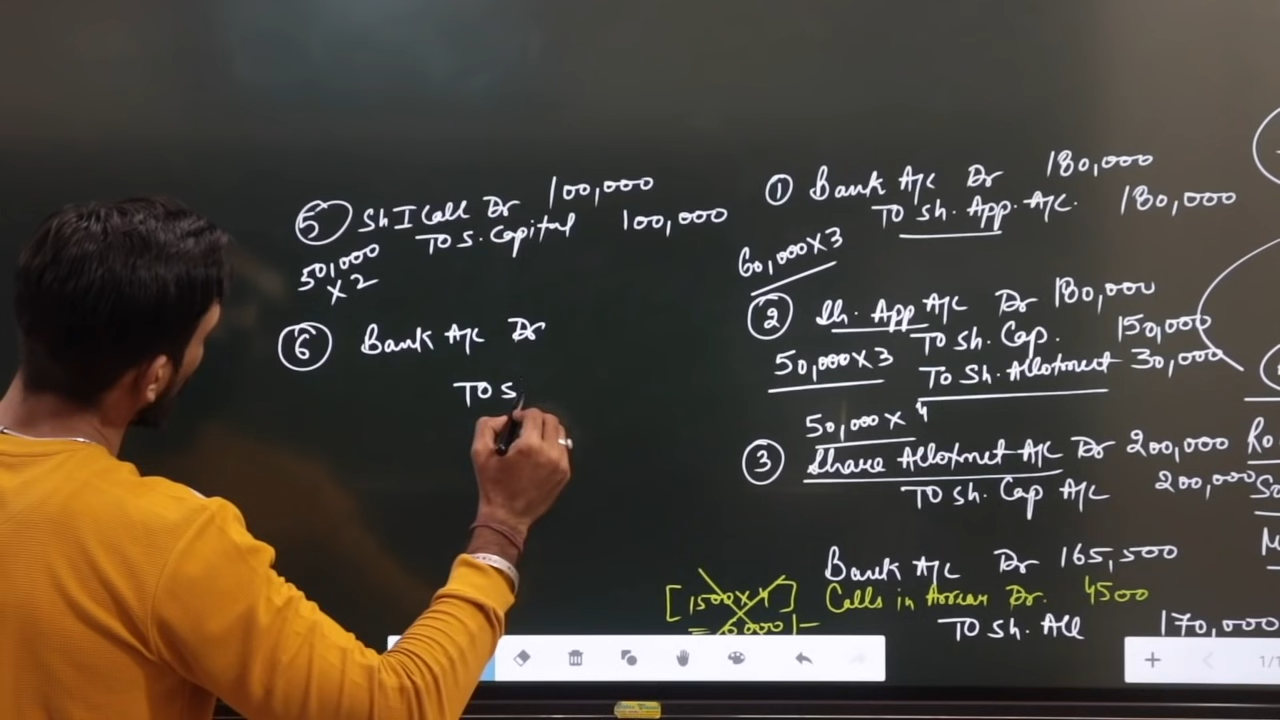 5 Sh I Call Dr 100,000
To S. Capital 100,000
50,000
x 2
6 Bank A/c Dr
To S
1 Bank A/c Dr 180,000
To Sh. App. A/c. 180,000
60,000 x 3
2 Sh. App A/c Dr 180,000
To Sh. Cap. 150,000
50,000 x 3 To Sh. Allotment 30,000
50,000 x 4
3 Share Allotmet A/c Dr 200,000
To Sh. Cap A/c 200,000
Bank A/c Dr 165,500
[1500 x 4] Calls in Arrear Dr. 4500
= 6000/-
To Sh. All 170,000
1/1